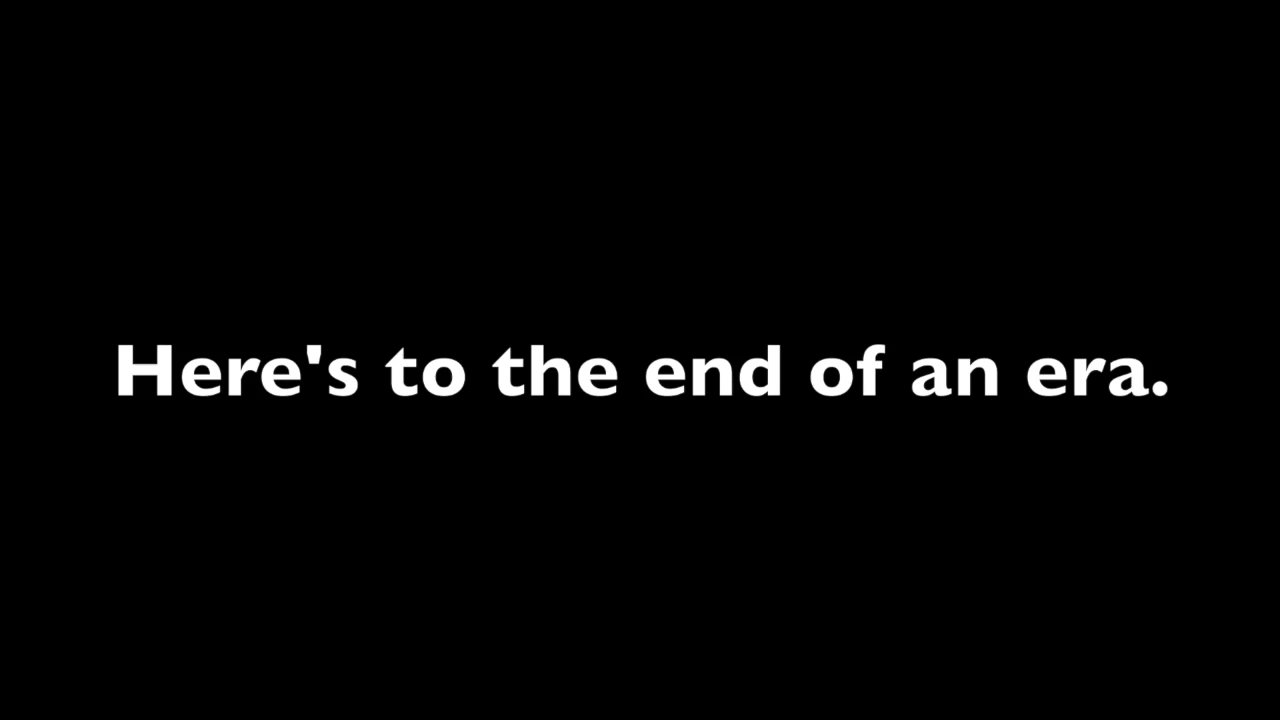 Here's to the end of an era.